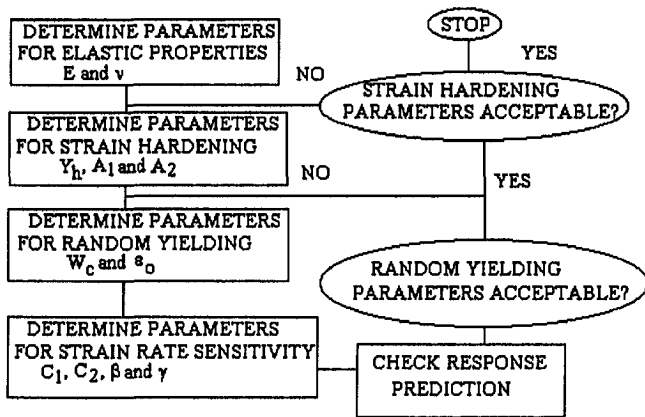 DETERMINE PARAMETERS
FOR ELASTIC PROPERTIES
E and ν
STOP
YES
NO
STRAIN HARDENING
PARAMETERS ACCEPTABLE?
DETERMINE PARAMETERS
FOR STRAIN HARDENING
Yh, A1 and A2
NO
YES
DETERMINE PARAMETERS
FOR RANDOM YIELDING
Wc and ao
RANDOM YIELDING
PARAMETERS ACCEPTABLE?
DETERMINE PARAMETERS
FOR STRAIN RATE SENSITIVITY
C1, C2, β and γ
CHECK RESPONSE
PREDICTION